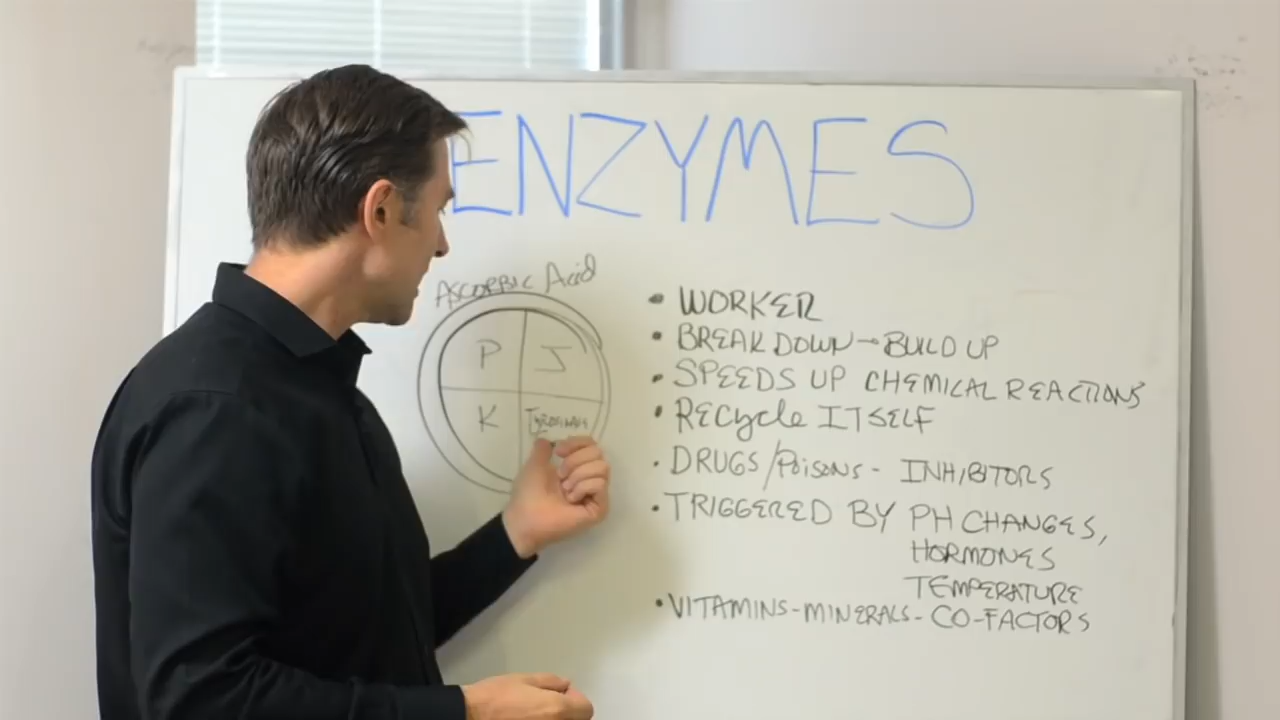 ENZYMES
ASCORBIC Acid
P J
K Tyrosinase
• WORKER
• BREAK DOWN → BUILD UP
• SPEEDS UP CHEMICAL REACTIONS
• RECycle ITSELF
• DRUGS/POISONS - INHIBITORS
• TRIGGERED BY PH CHANGES,
HORMONES
TEMPERATURE
• VITAMINS-MINERALS-CO-FACTORS